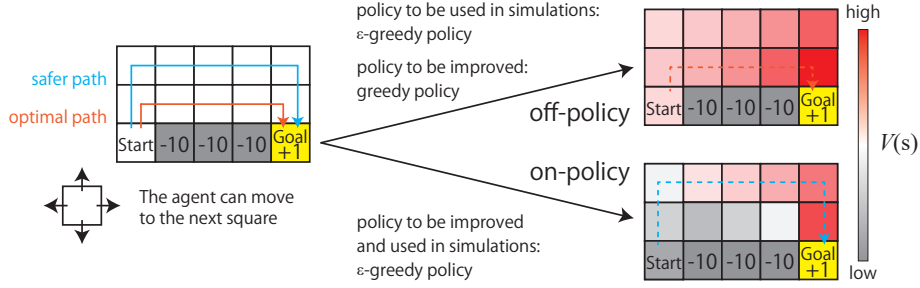 safer path
optimal path
Start
-10
-10
-10
Goal
+1
The agent can move
to the next square
policy to be used in simulations:
ε-greedy policy
policy to be improved:
greedy policy
off-policy
on-policy
policy to be improved
and used in simulations:
ε-greedy policy
Start
-10
-10
-10
Goal
+1
Start
-10
-10
-10
Goal
+1
high
V(s)
low